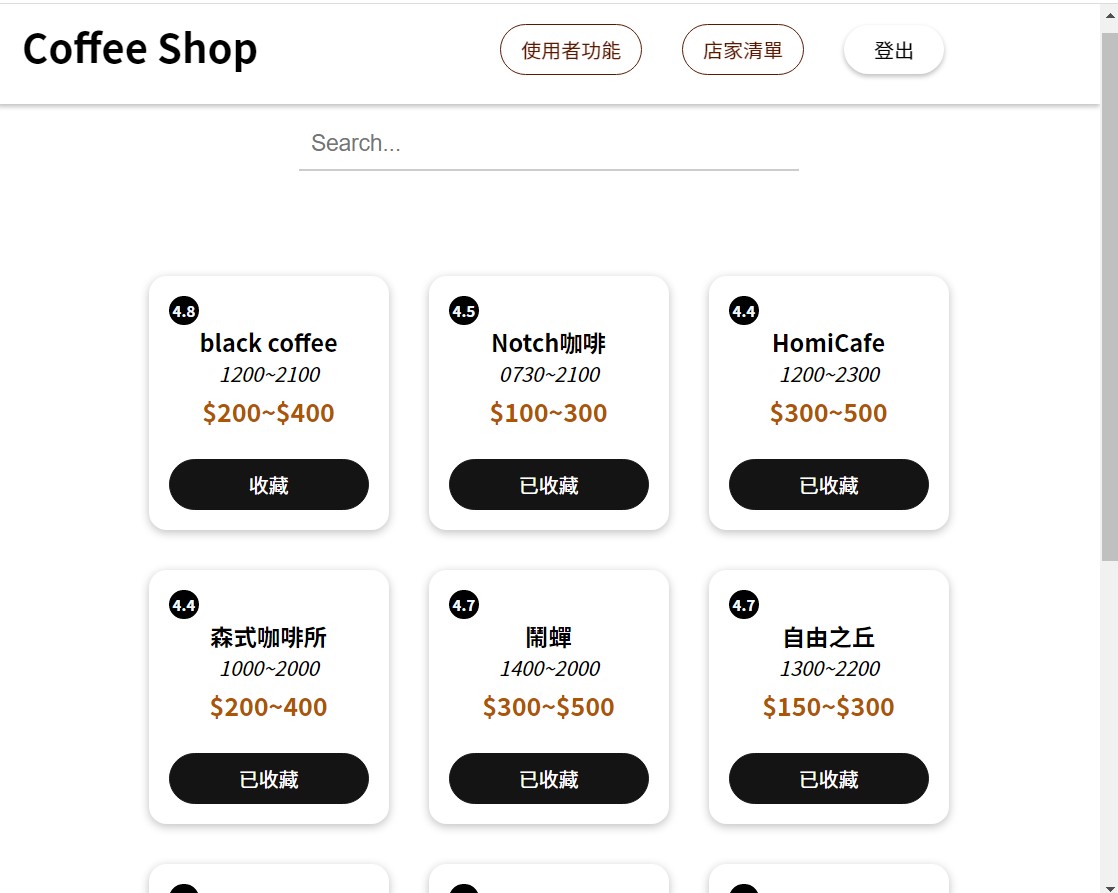 Coffee Shop
使用者功能
店家清單
登出
Search...
4.8
black coffee
1200~2100
$200~$400
收藏
4.5
Notch咖啡
0730~2100
$100~300
已收藏
4.4
HomiCafe
1200~2300
$300~500
已收藏
4.4
森式咖啡所
1000~2000
$200~400
已收藏
4.7
鬧蟬
1400~2000
$300~$500
已收藏
4.7
自由之丘
1300~2200
$150~$300
已收藏